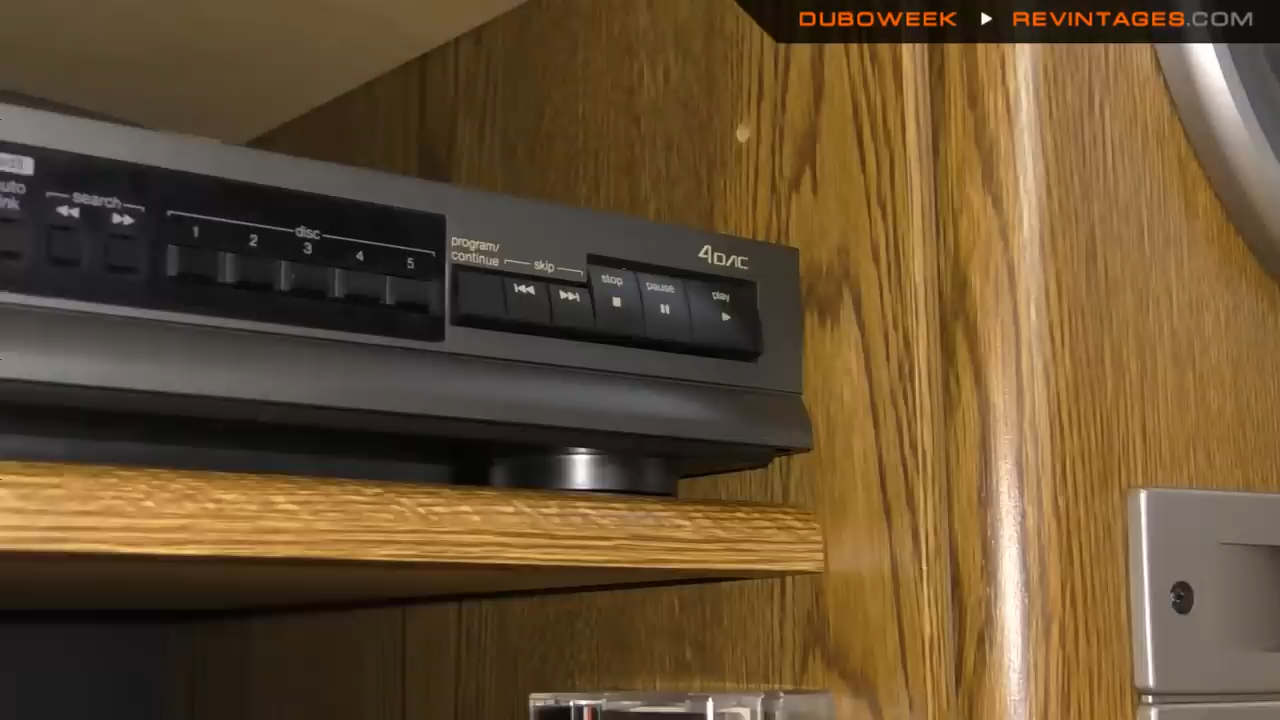 DUBOWEEK ▶ REVINTAGES.COM
search
disc
1 2 3 4 5
program/
continue
skip
stop
pause
play
4DAC